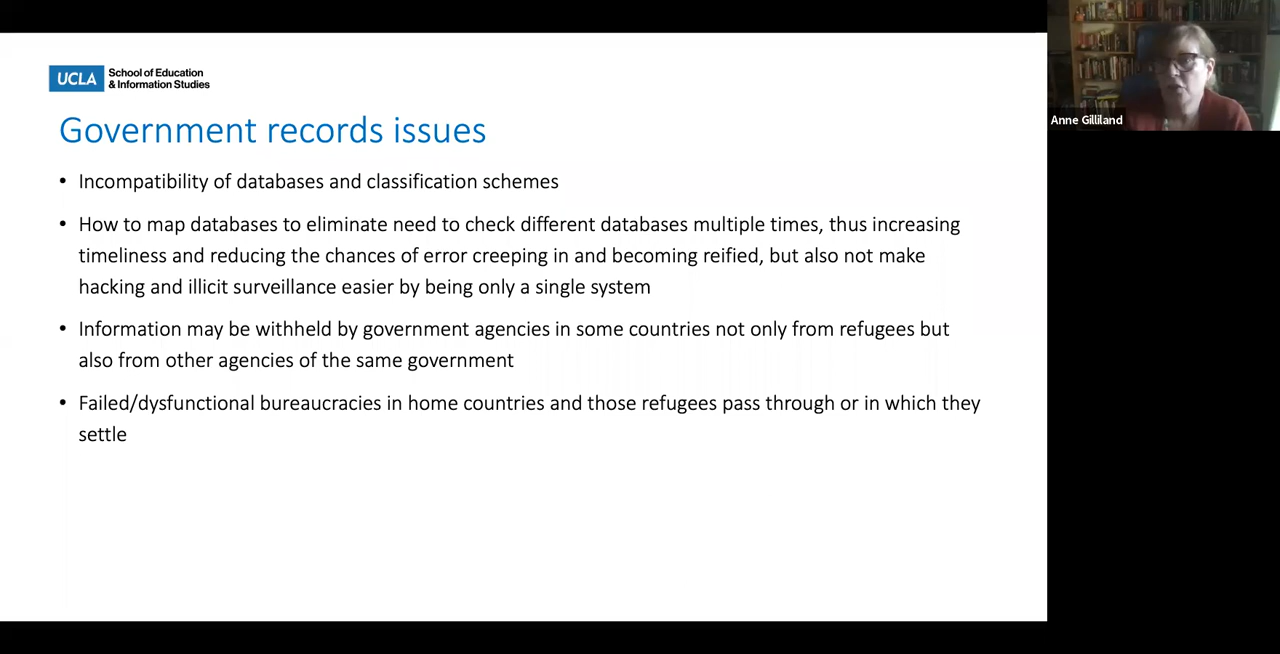 UCLA School of Education
& Information Studies
Government records issues
• Incompatibility of databases and classification schemes
• How to map databases to eliminate need to check different databases multiple times, thus increasing
timeliness and reducing the chances of error creeping in and becoming reified, but also not make
hacking and illicit surveillance easier by being only a single system
• Information may be withheld by government agencies in some countries not only from refugees but
also from other agencies of the same government
• Failed/dysfunctional bureaucracies in home countries and those refugees pass through or in which they
settle
Anne Gilliland